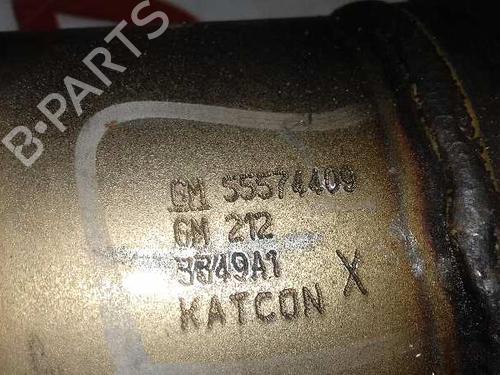 B-PARTS
GM 55574409
GM 212
3849A1
KATCON X